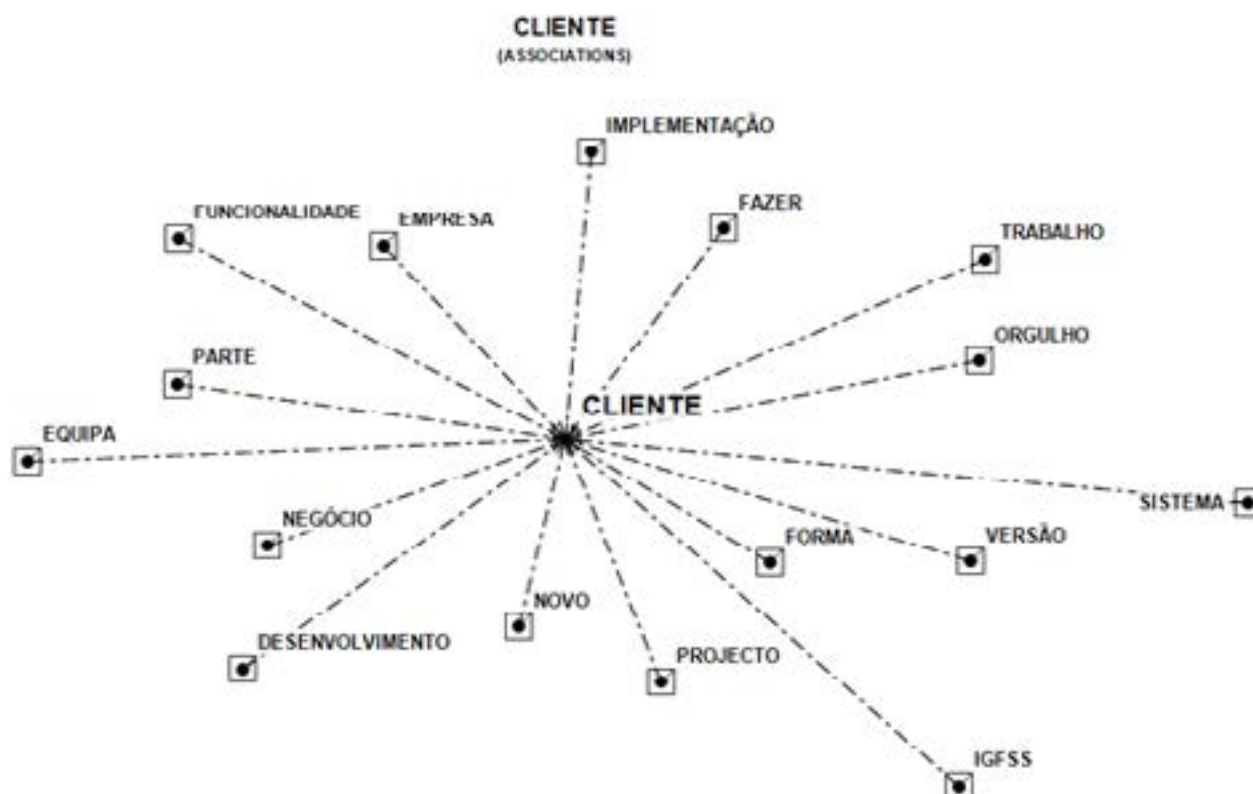 CLIENTE
(ASSOCIATIONS)
IMPLEMENTAÇÃO
FUNCIONALIDADE
EMPRESA
FAZER
TRABALHO
PARTE
ORGULHO
CLIENTE
EQUIPA
SISTEMA
NEGÓCIO
FORMA
VERSÃO
NOVO
DESENVOLVIMENTO
PROJECTO
IGFSS